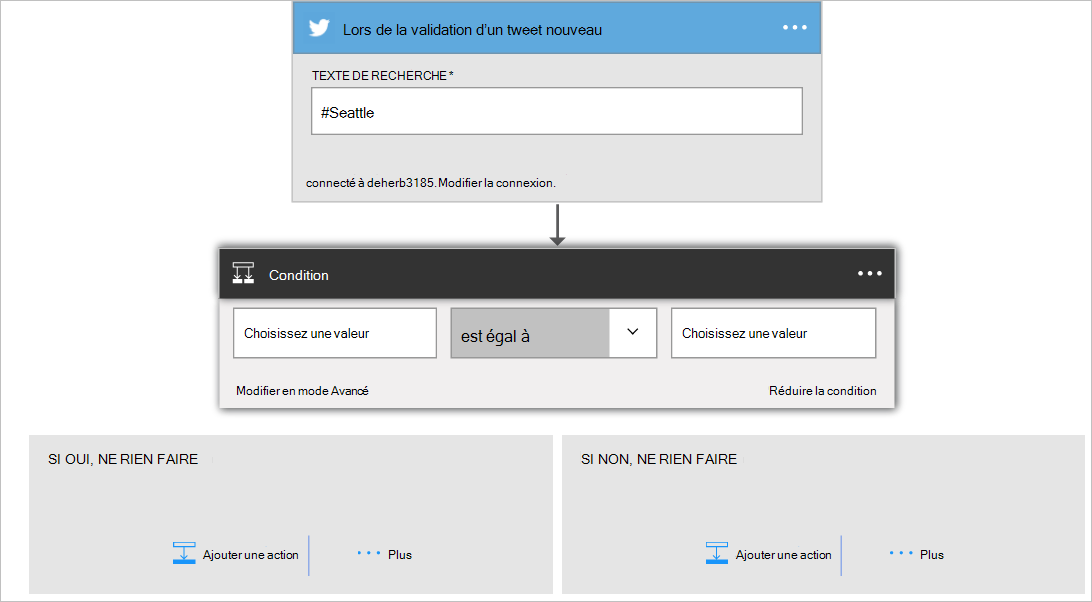 Lors de la validation d'un tweet nouveau
TEXTE DE RECHERCHE*
#Seattle
connecté à deherb3185. Modifier la connexion.
Condition
Choisissez une valeur
est égal à
Choisissez une valeur
Modifier en mode Avancé
Réduire la condition
SI OUI, NE RIEN FAIRE
SI NON, NE RIEN FAIRE
Ajouter une action
Plus
Ajouter une action
Plus